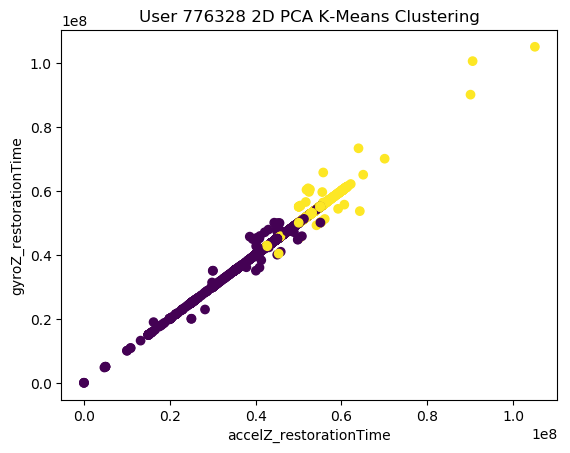 User 776328 2D PCA K-Means Clustering
1e8
1.0
0.8
0.6
0.4
0.2
0.0
gyroZ_restorationTime
0.0 0.2 0.4 0.6 0.8 1.0
1e8
accelZ_restorationTime